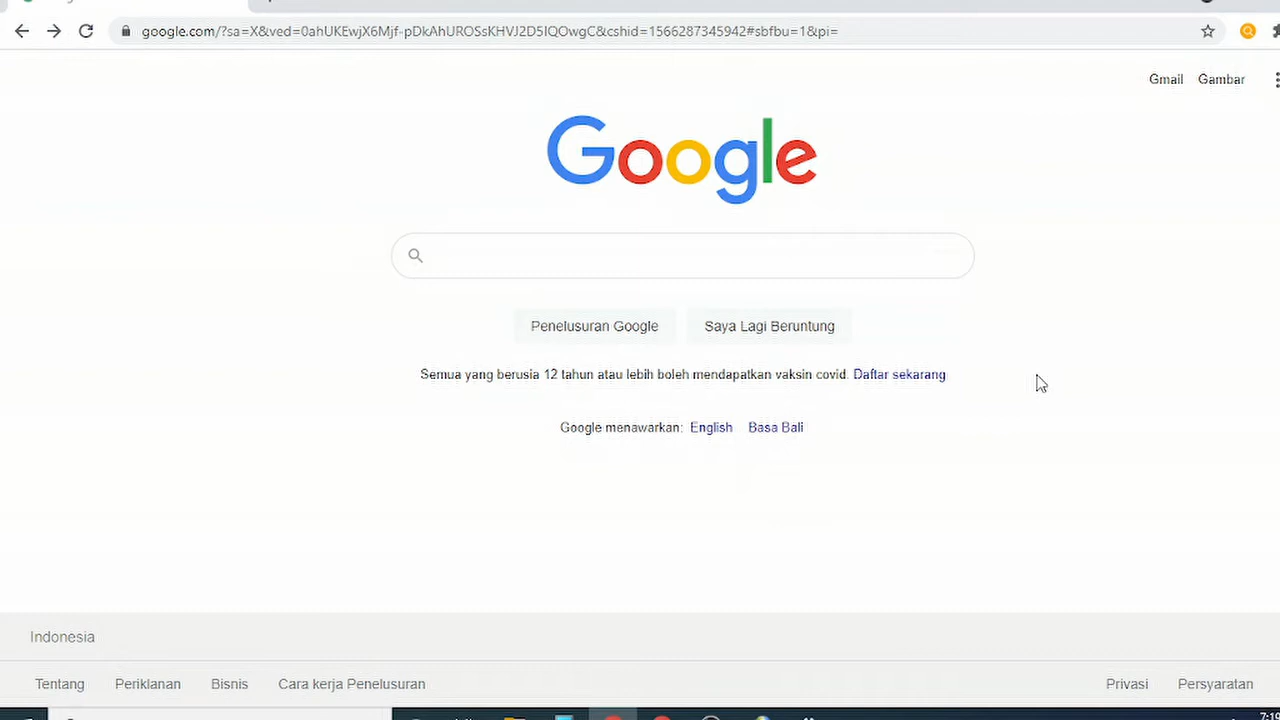 google.com/?sa=X&ved=0ahUKEwjX6Mjf-pDkAhUROSsKHVJ2D5IQOwgC&cshid=1566287345942#sbfbu=1&pi=
Gmail Gambar
Google
Penelusuran Google Saya Lagi Beruntung
Semua yang berusia 12 tahun atau lebih boleh mendapatkan vaksin covid. Daftar sekarang
Google menawarkan: English Basa Bali
Indonesia
Tentang Periklanan Bisnis Cara kerja Penelusuran Privasi Persyaratan